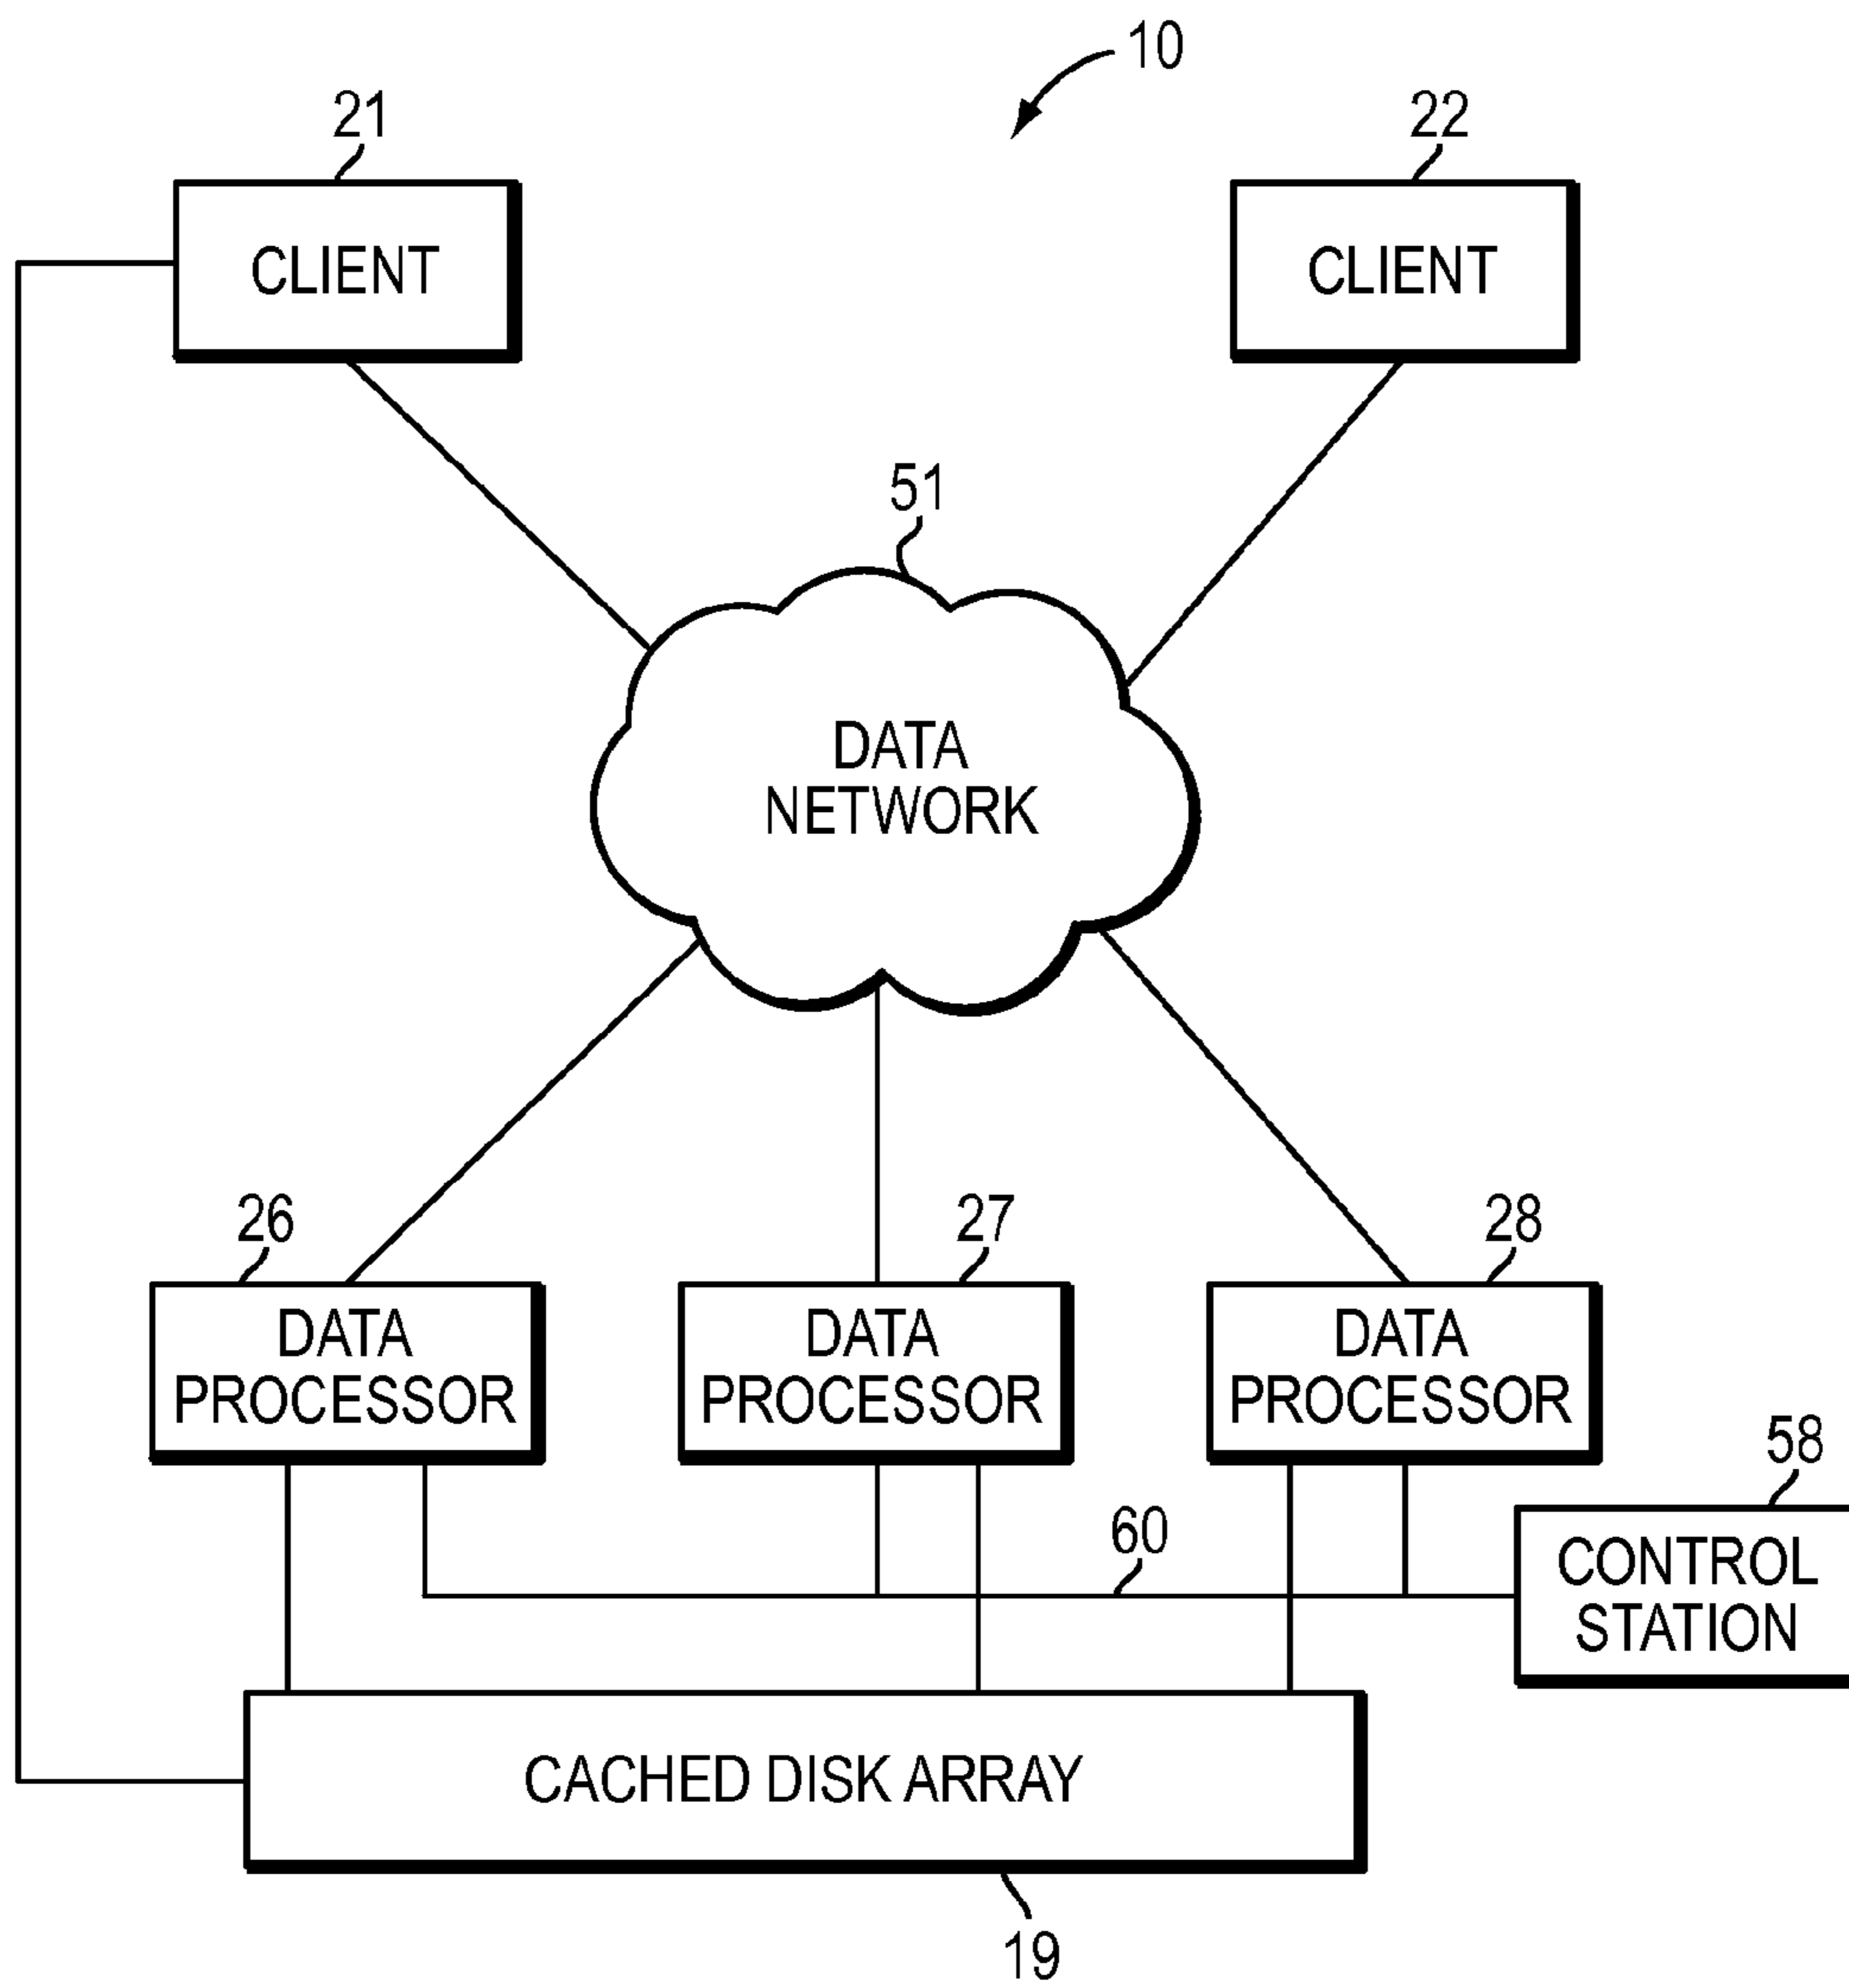 10
21
22
CLIENT
CLIENT
51
DATA
NETWORK
26
27
28
DATA
PROCESSOR
DATA
PROCESSOR
DATA
PROCESSOR
58
60
CONTROL
STATION
CACHED DISK ARRAY
19